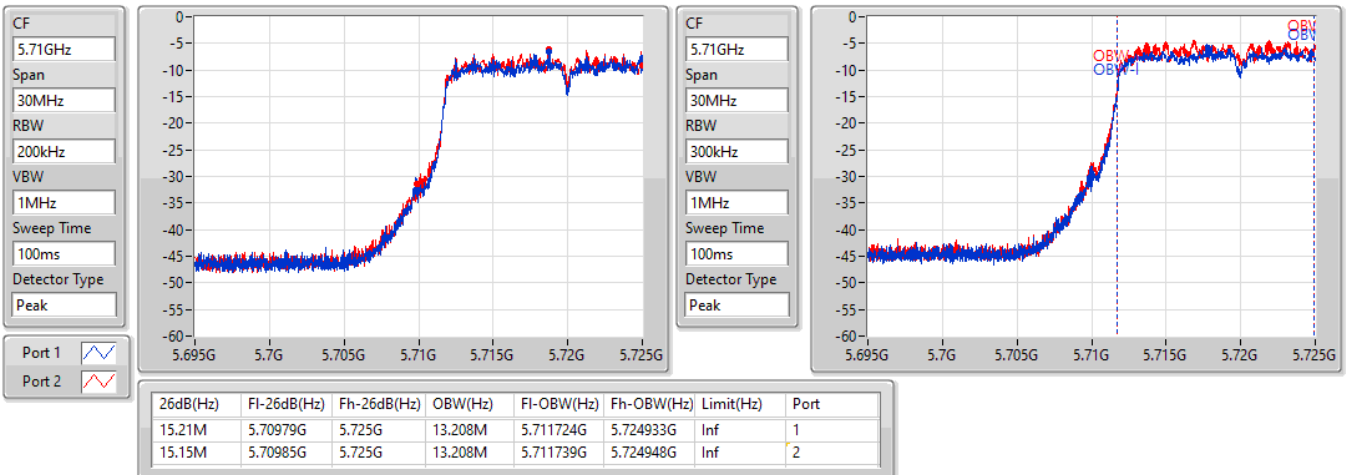 CF
5.71GHz
Span
30MHz
RBW
200kHz
VBW
1MHz
Sweep Time
100ms
Detector Type
Peak
Port 1
Port 2
0-
-5-
-10-
-15-
-20-
-25-
-30-
-35-
-40-
-45-
-50-
-55-
-60-
5.695G 5.7G 5.705G 5.71G 5.715G 5.72G 5.725G
CF
5.71GHz
Span
30MHz
RBW
300kHz
VBW
1MHz
Sweep Time
100ms
Detector Type
Peak
0-
-5-
-10-
-15-
-20-
-25-
-30-
-35-
-40-
-45-
-50-
-55-
-60-
OBW
OBW-l
OBV
OBV
5.695G 5.7G 5.705G 5.71G 5.715G 5.72G 5.725G
26dB(Hz) Fl-26dB(Hz) Fh-26dB(Hz) OBW(Hz) Fl-OBW(Hz) Fh-OBW(Hz) Limit(Hz) Port
15.21M 5.70979G 5.725G 13.208M 5.711724G 5.724933G Inf 1
15.15M 5.70985G 5.725G 13.208M 5.711739G 5.724948G Inf 2